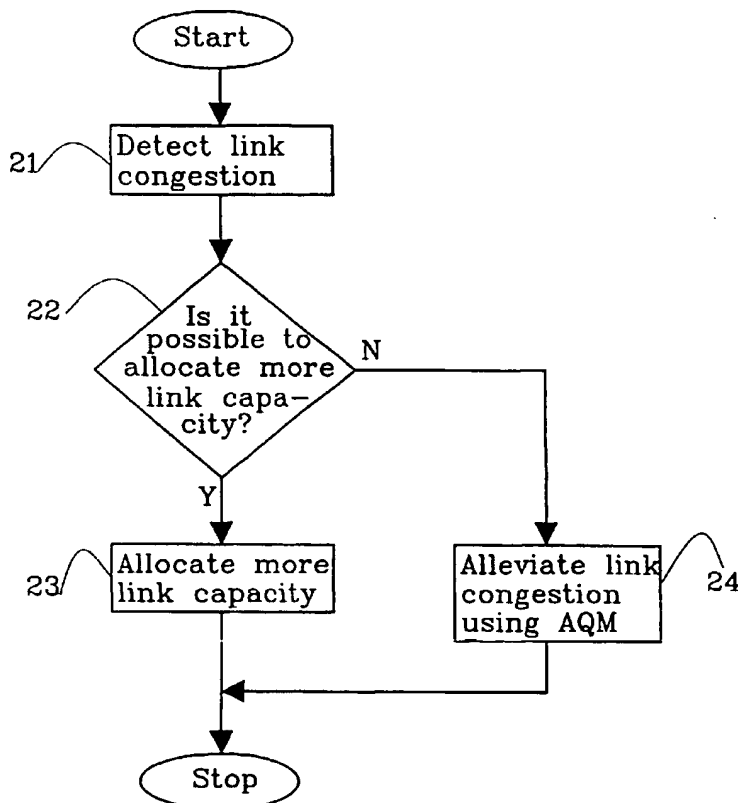 Start
21
Detect link
congestion
22
Is it
possible to
allocate more
link capa-
city?
N
Y
23
Allocate more
link capacity
Alleviate link
congestion
using AQM
24
Stop